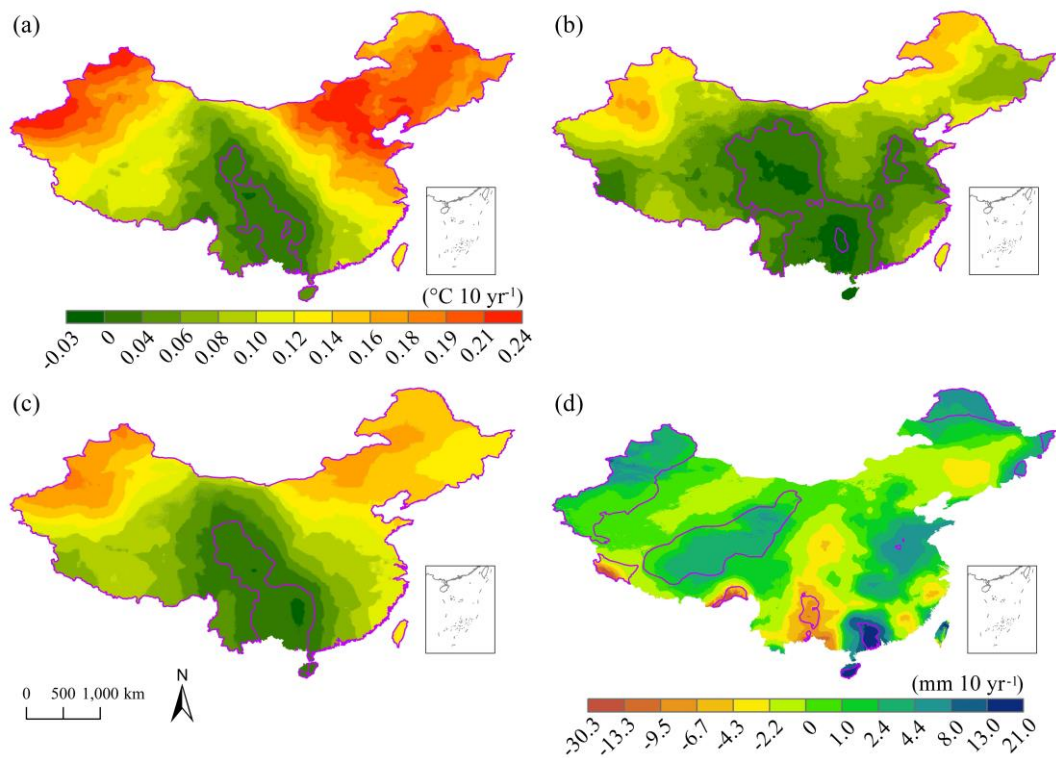 (a)
(b)
(°C 10 yr⁻¹)
-0.03 0 0.04 0.06 0.08 0.10 0.12 0.14 0.16 0.18 0.19 0.21 0.24
(c)
(d)
N
0 500 1,000 km
(mm 10 yr⁻¹)
-30.3 -13.3 -9.5 -6.7 -4.3 -2.2 0 1.0 2.4 4.4 8.0 13.0 21.0